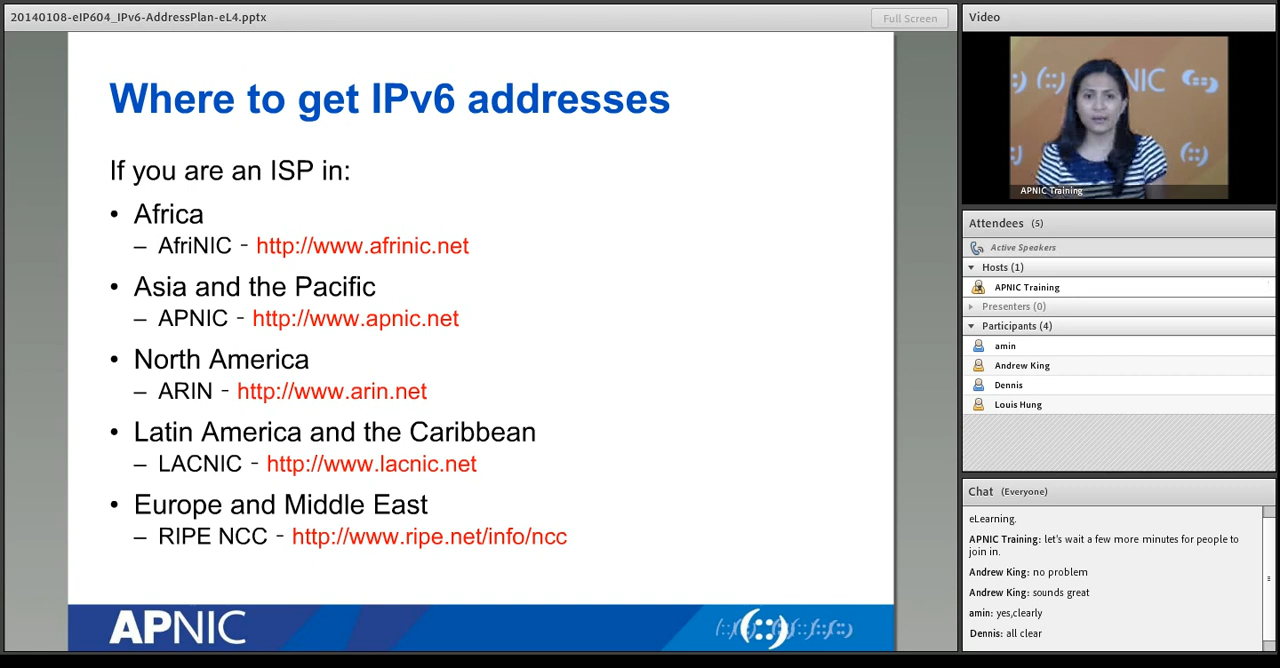 20140108-eIP604_IPv6-AddressPlan-eL4.pptx
Full Screen
Where to get IPv6 addresses
If you are an ISP in:
• Africa
– AfriNIC - http://www.afrinic.net
• Asia and the Pacific
– APNIC - http://www.apnic.net
• North America
– ARIN - http://www.arin.net
• Latin America and the Caribbean
– LACNIC - http://www.lacnic.net
• Europe and Middle East
– RIPE NCC - http://www.ripe.net/info/ncc
APNIC
Video
NIC
APNIC Training
Attendees (5)
Active Speakers
Hosts (1)
APNIC Training
Presenters (0)
Participants (4)
amin
Andrew King
Dennis
Louis Hung
Chat (Everyone)
eLearning.
APNIC Training: let's wait a few more minutes for people to
join in.
Andrew King: no problem
Andrew King: sounds great
amin: yes,clearly
Dennis: all clear